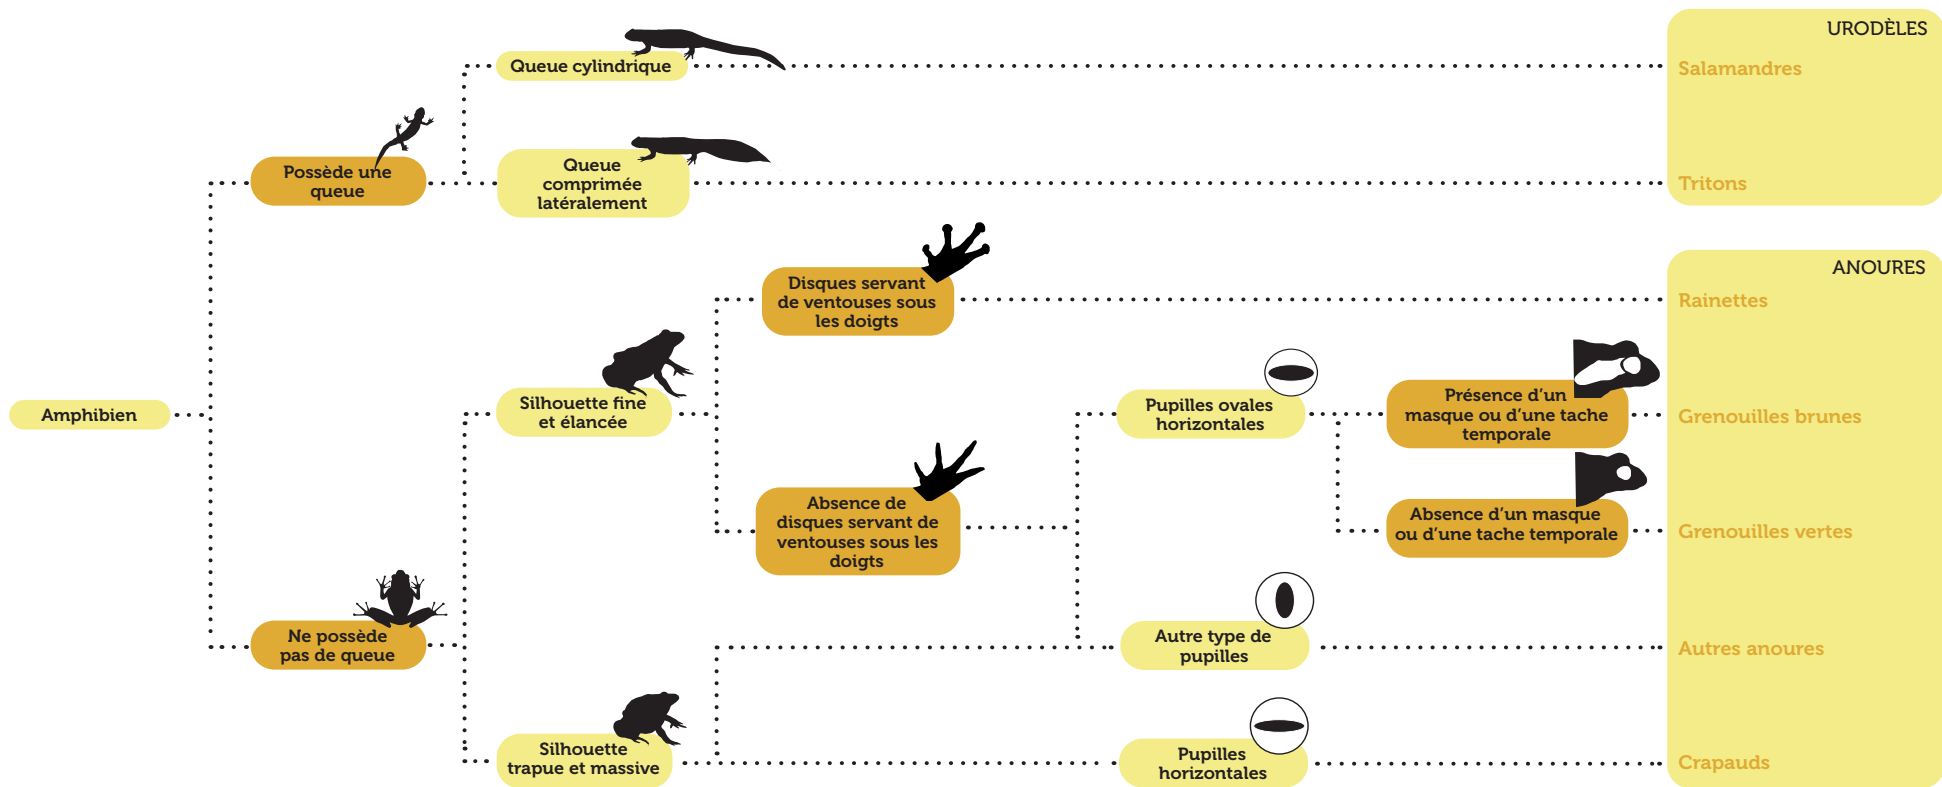 URODÈLES
Queue cylindrique
Salamandres
Possède une
queue
Queue
comprimée
latéralement
Tritons
ANOURES
Disques servant
de ventouses sous
les doigts
Rainettes
Amphibien
Silhouette fine
et élancée
Pupilles ovales
horizontales
Présence d'un
masque ou d'une tache
temporale
Grenouilles brunes
Absence de
disques servant de
ventouses sous les
doigts
Absence d'un masque
ou d'une tache temporale
Grenouilles vertes
Ne possède
pas de queue
Autre type de
pupilles
Autres anoures
Silhouette
trapue et massive
Pupilles
horizontales
Crapauds